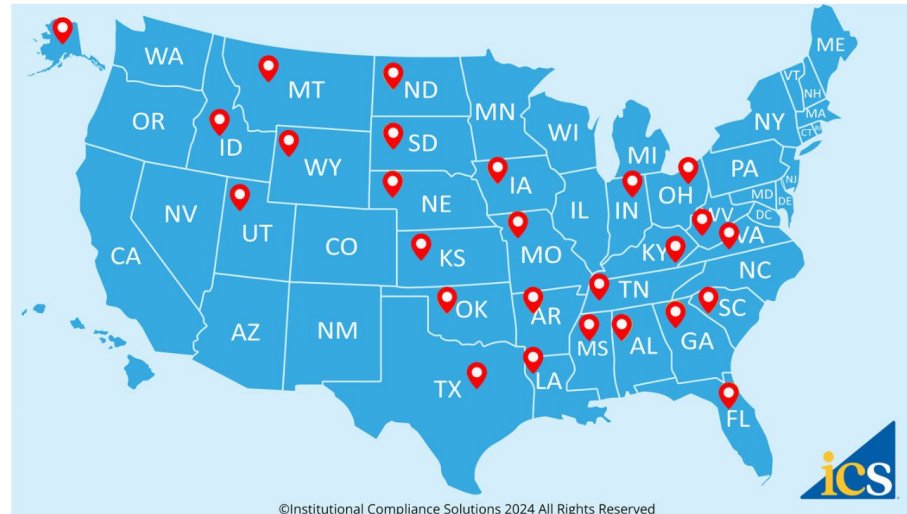 ME
WA
VT
MT
ND
NH
MN
OR
MA
NY
WI
CT
RI
SD
ID
MI
WY
PA
IA
NJ
OH
NE
MD
IN
IL
DE
NV
WV
DC
UT
VA
CO
KY
CA
KS
MO
NC
TN
OK
SC
AR
AZ
NM
GA
MS
AL
LA
TX
FL
ics
©Institutional Compliance Solutions 2024 All Rights Reserved